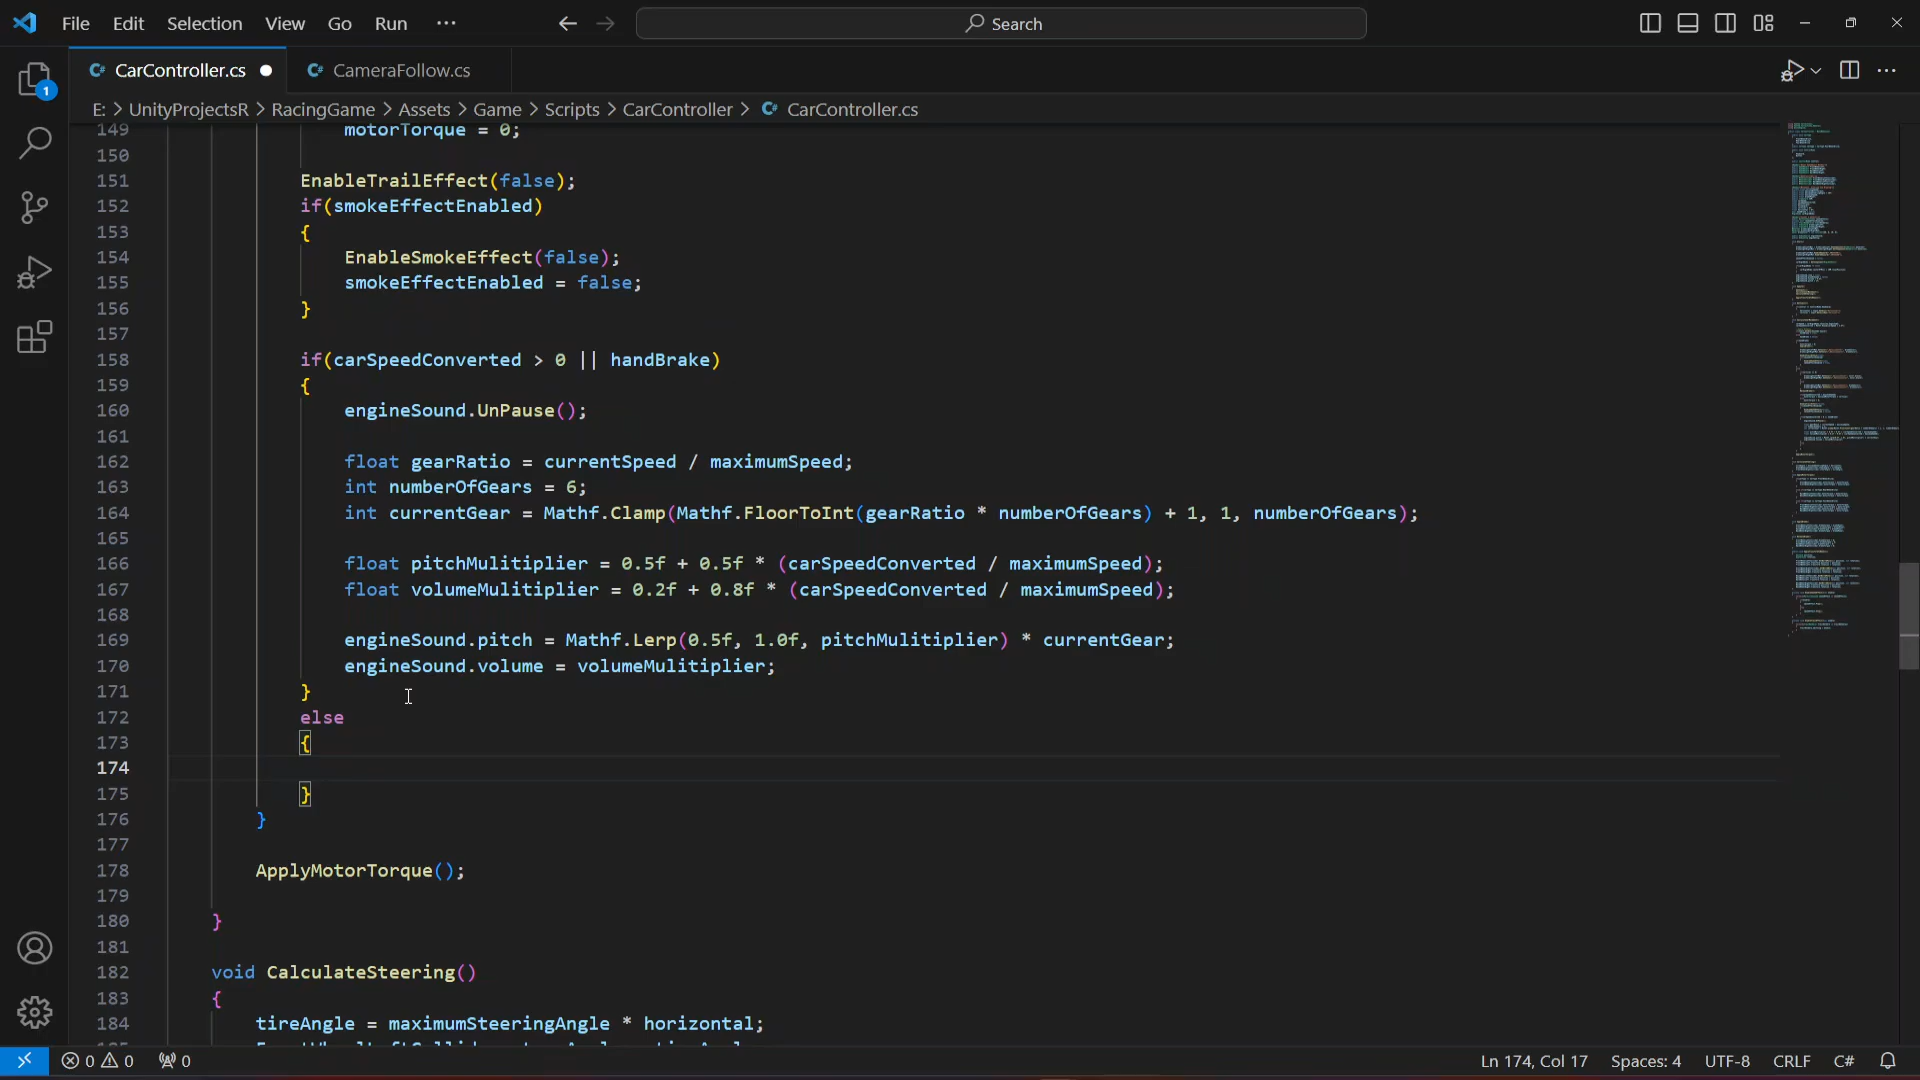 File Edit Selection View Go Run ··· Search
CarController.cs CameraFollow.cs
E: > UnityProjectsR > RacingGame > Assets > Game > Scripts > CarController > CarController.cs
1
149 motorTorque = 0;
150
151 EnableTrailEffect(false);
152 if(smokeEffectEnabled)
153 {
154 EnableSmokeEffect(false);
155 smokeEffectEnabled = false;
156 }
157
158 if(carSpeedConverted > 0 || handBrake)
159 {
160 engineSound.UnPause();
161
162 float gearRatio = currentSpeed / maximumSpeed;
163 int numberOfGears = 6;
164 int currentGear = Mathf.Clamp(Mathf.FloorToInt(gearRatio * numberOfGears) + 1, 1, numberOfGears);
165
166 float pitchMulitiplier = 0.5f + 0.5f * (carSpeedConverted / maximumSpeed);
167 float volumeMulitiplier = 0.2f + 0.8f * (carSpeedConverted / maximumSpeed);
168
169 engineSound.pitch = Mathf.Lerp(0.5f, 1.0f, pitchMulitiplier) * currentGear;
170 engineSound.volume = volumeMulitiplier;
171 }
172 else
173 {
174
175 }
176 }
177
178 ApplyMotorTorque();
179
180 }
181
182 void CalculateSteering()
183 {
184 tireAngle = maximumSteeringAngle * horizontal;
0 0 0 Ln 174, Col 17 Spaces: 4 UTF-8 CRLF C#